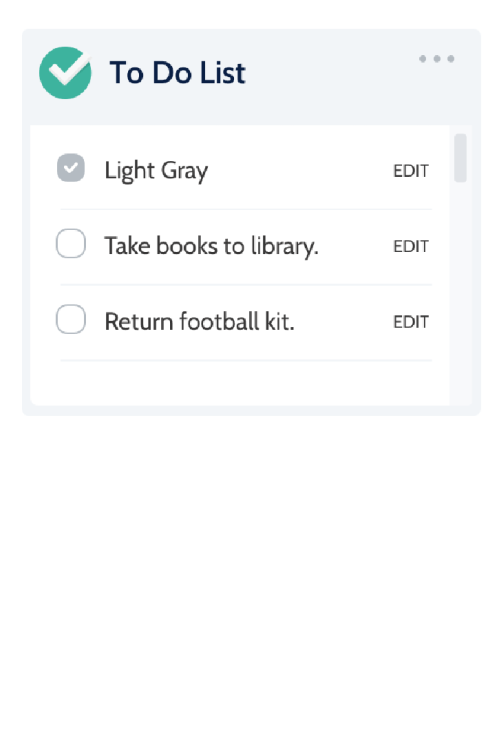 To Do List
Light Gray EDIT
Take books to library. EDIT
Return football kit. EDIT